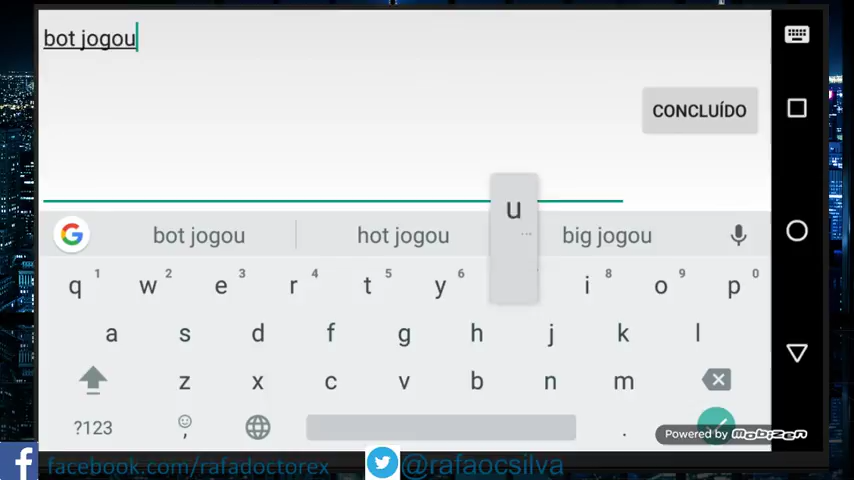 bot jogou
CONCLUÍDO
u
...
bot jogou
hot jogou
big jogou
q 1 w 2 e 3 r 4 t 5 y 6 i 8 o 9 p 0
a s d f g h j k l
z x c v b n m
?123 , .
Powered by mobizen
facebook.com/rafadoctorex
@rafaocsilva